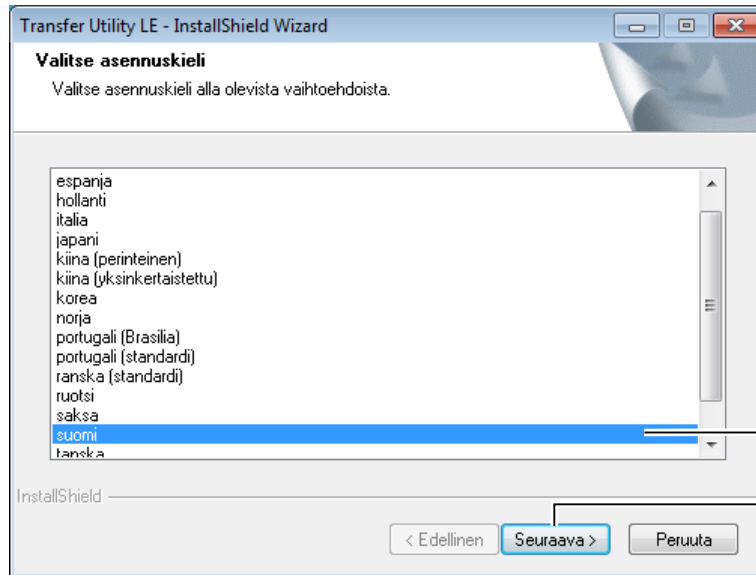 Transfer Utility LE - InstallShield Wizard
Valitse asennuskieli
Valitse asennuskieli alla olevista vaihtoehdoista.
espanja
hollanti
italia
japani
kiina (perinteinen)
kiina (yksinkertaistettu)
korea
norja
portugali (Brasilia)
portugali (standardi)
ranska (standardi)
ruotsi
saksa
suomi
tanska
InstallShield
< Edellinen
Seuraava >
Peruuta